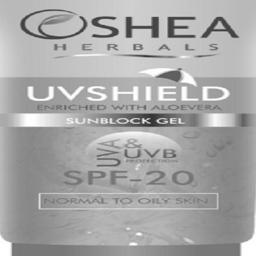 OSHEA
HERBALS
UVSHIELD
ENRICHED WITH ALOEVERA
SUNBLOCK GEL
UVA & UVB
PROTECTION
SPF-20
NORMAL TO OILY SKIN